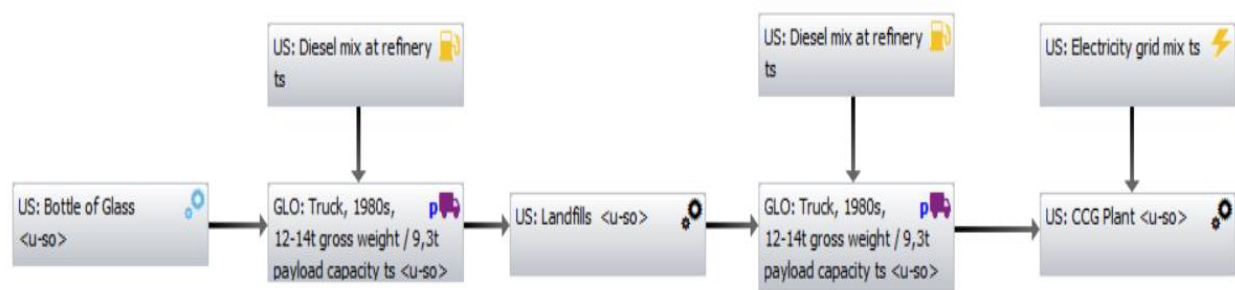 US: Diesel mix at refinery
ts
US: Diesel mix at refinery
ts
US: Electricity grid mix ts
US: Bottle of Glass
<u-so>
GLO: Truck, 1980s,
12-14t gross weight / 9,3t
payload capacity ts <u-so>
p
US: Landfills <u-so>
GLO: Truck, 1980s,
12-14t gross weight / 9,3t
payload capacity ts <u-so>
p
US: CCG Plant <u-so>